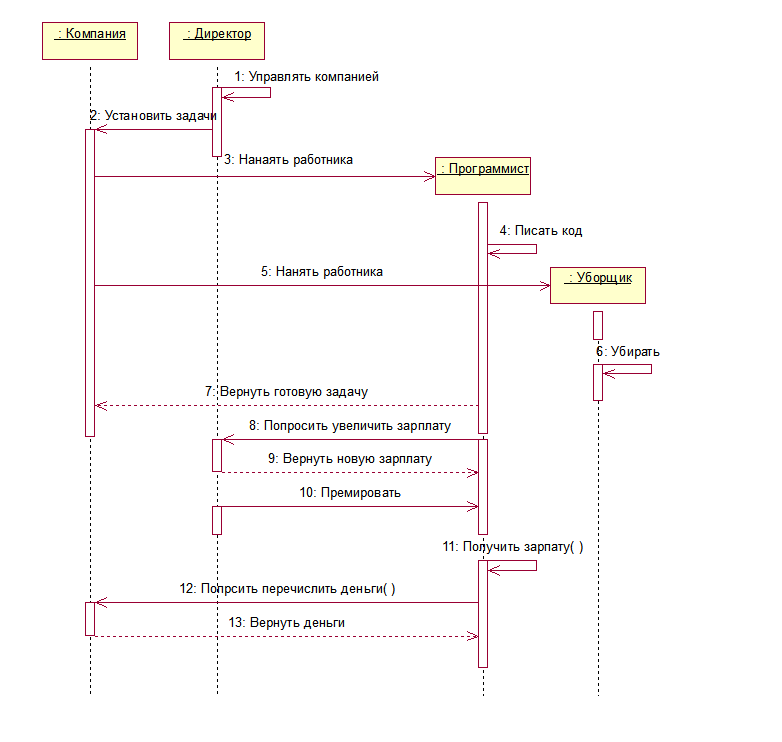 : Компания
: Директор
1: Управлять компанией
2: Установить задачи
3: Нанаять работника
: Программист
4: Писать код
5: Нанять работника
: Уборщик
6: Убирать
7: Вернуть готовую задачу
8: Попросить увеличить зарплату
9: Вернуть новую зарплату
10: Премировать
11: Получить зарпату( )
12: Попрсить перечислить деньги( )
13: Вернуть деньги